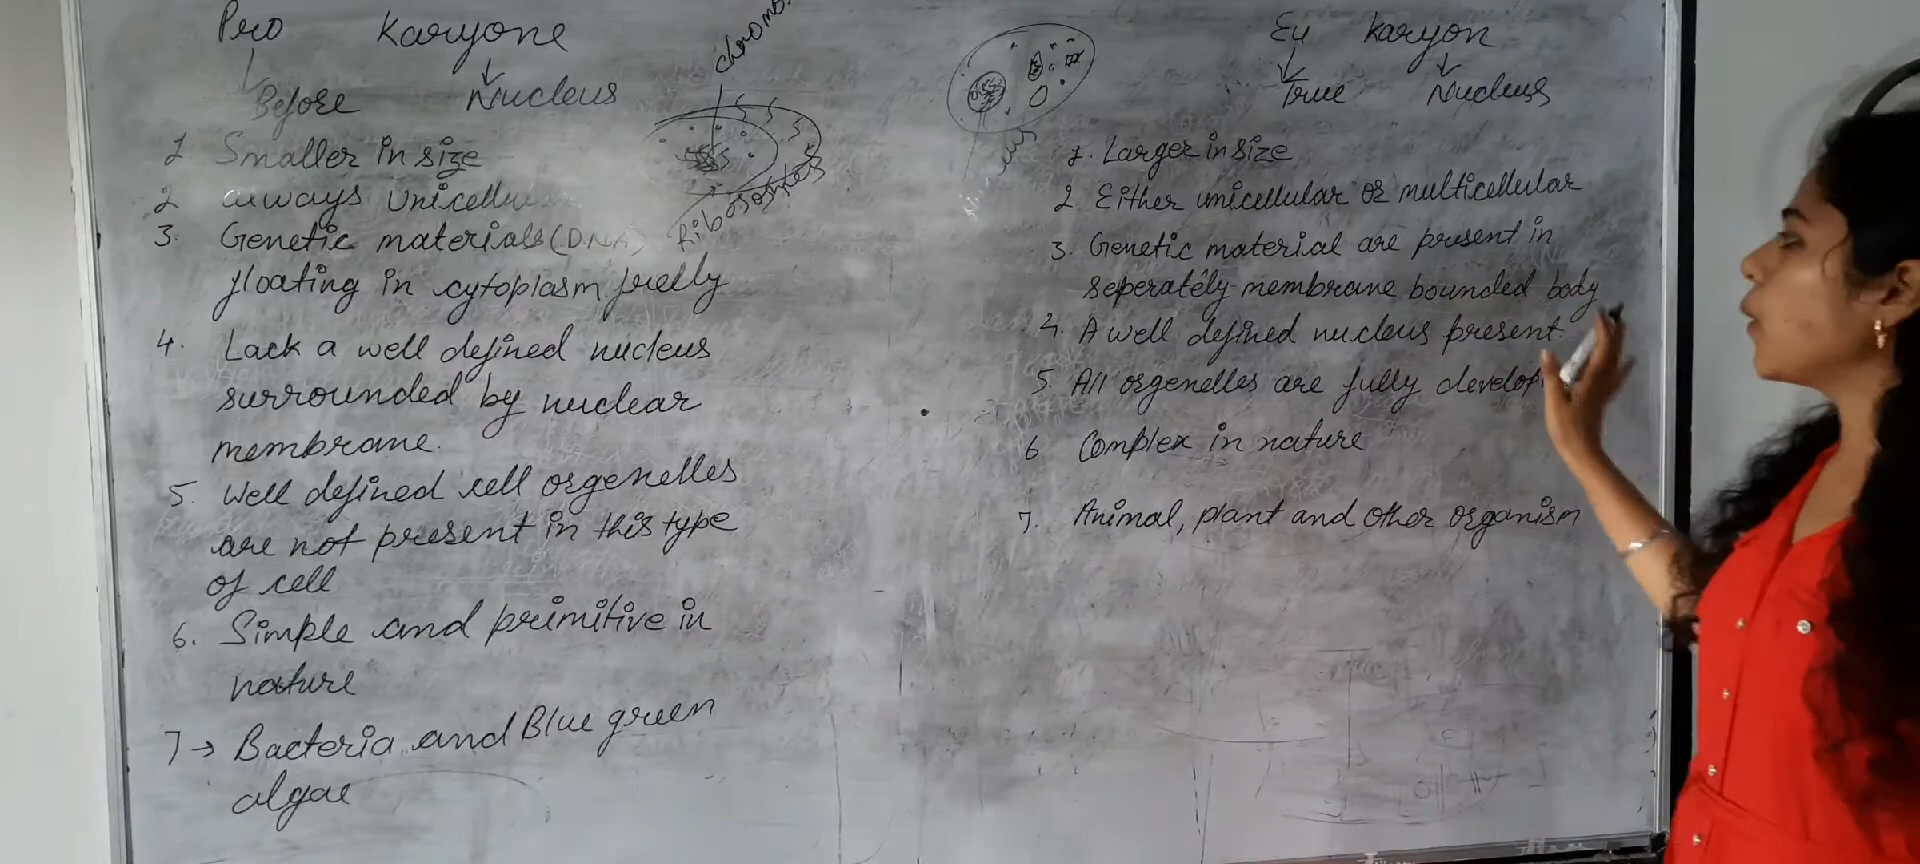 Pro Karyone
Before Nucleus
1 Smaller in size
2 always Unicellu
3. Genetic materials (DNA)
floating in cytoplasm frelly
4. Lack a well defined nucleus
surrounded by nuclear
membrane.
5. Well defined cell orgenelles
are not present in this type
of cell
6. Simple and primitive in
nature
7 → Bacteria and Blue green
algae
chromo
Eu Karyon
True Nucleus
1. Larger in size
2 Either unicellular or multicellular
3. Genetic material are present in
seperately membrane bounded body
4. A well defined nucleus present
5. All orgenelles are fully develop
6 Complex in nature
7. Animal, plant and other organism